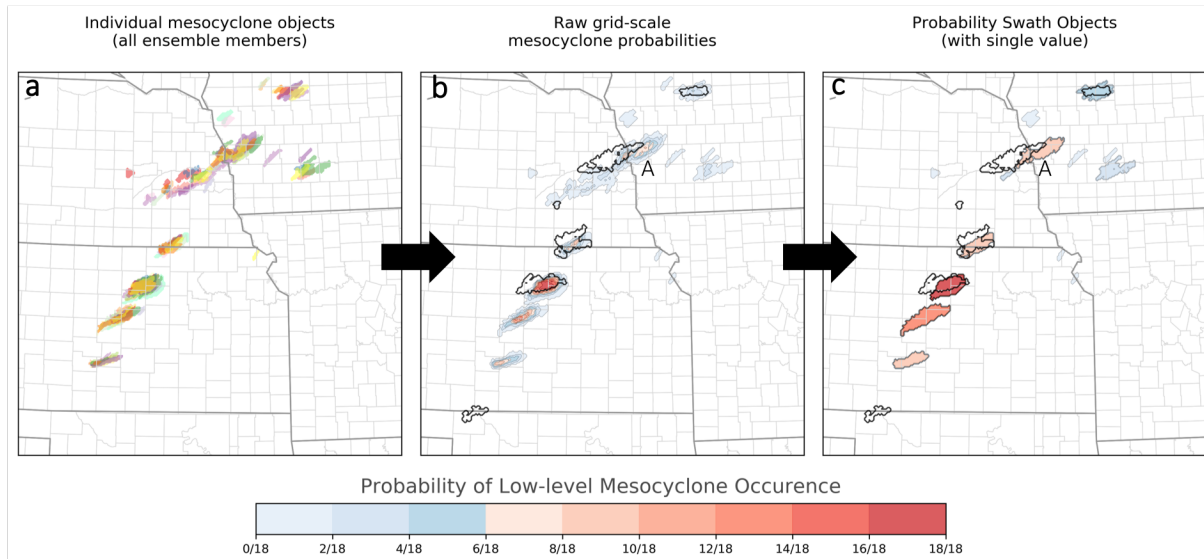 Individual mesocyclone objects
(all ensemble members)
Raw grid-scale
mesocyclone probabilities
Probability Swath Objects
(with single value)
a
b
c
A
A
Probability of Low-level Mesocyclone Occurence
0/18 2/18 4/18 6/18 8/18 10/18 12/18 14/18 16/18 18/18